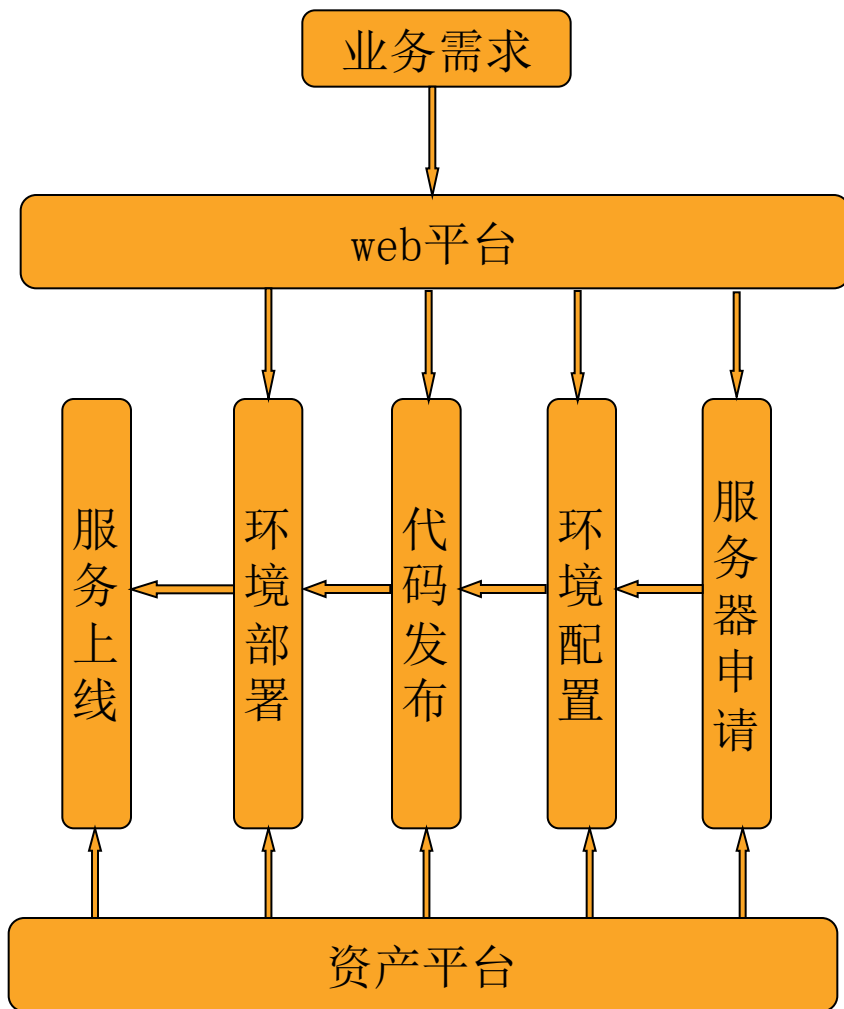 业务需求
web平台
服务上线
环境部署
代码发布
环境配置
服务器申请
资产平台